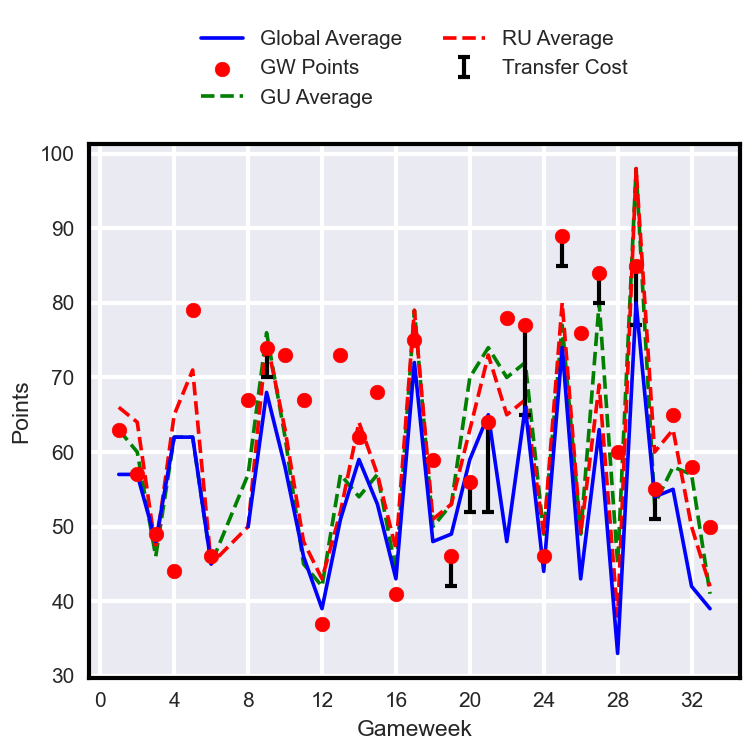 Global Average
GW Points
GU Average
RU Average
Transfer Cost
100
90
80
70
60
50
40
30
Points
0 4 8 12 16 20 24 28 32
Gameweek